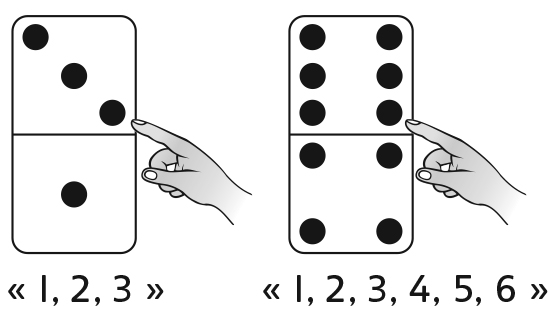 « 1, 2, 3 »
« 1, 2, 3, 4, 5, 6 »